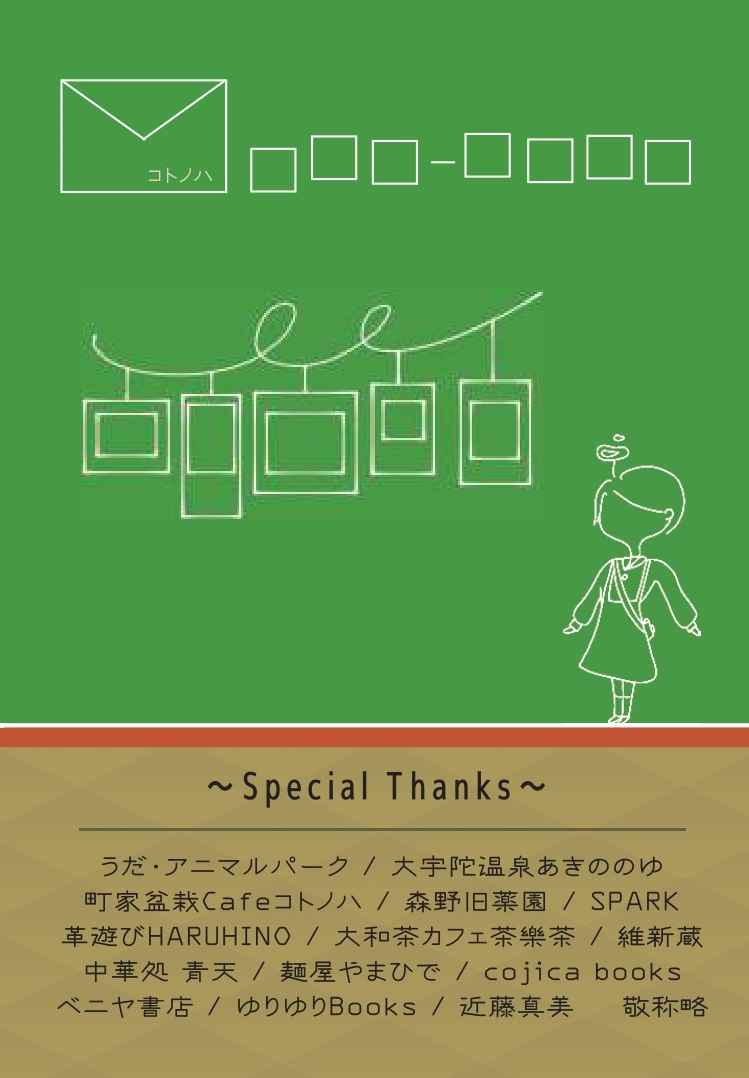 コトノハ
～Special Thanks～
うだ・アニマルパーク / 大宇陀温泉あきののゆ
町家盆栽Cafeコトノハ / 森野旧薬園 / SPARK
革遊びHARUHINO / 大和茶カフェ茶樂茶 / 維新蔵
中華処 青天 / 麺屋やまひで / cojica books
ベニヤ書店 / ゆりゆりBooks / 近藤真美 敬称略